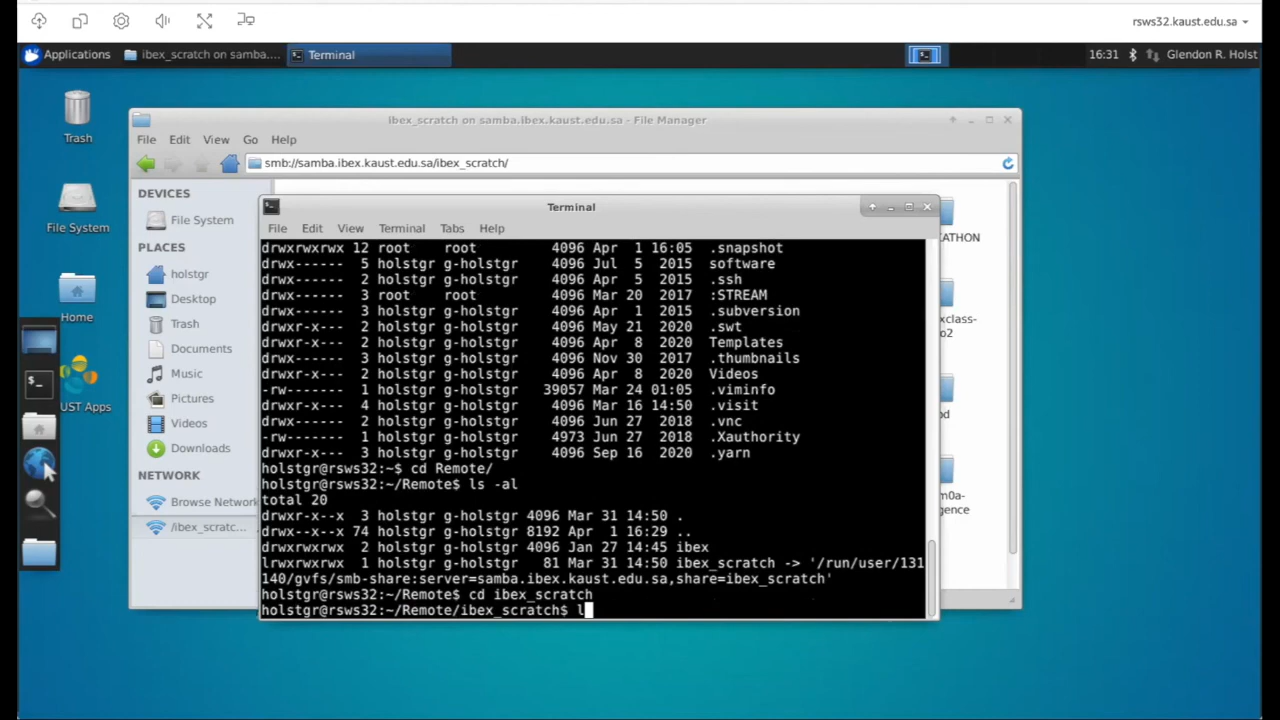 rsws32.kaust.edu.sa
Applications
ibex_scratch on samba....
Terminal
16:31
Glendon R. Holst
Trash
File System
Home
UST Apps
ibex_scratch on samba.ibex.kaust.edu.sa - File Manager
File Edit View Go Help
smb://samba.ibex.kaust.edu.sa/ibex_scratch/
DEVICES
File System
PLACES
holstgr
Desktop
Trash
Documents
Music
Pictures
Videos
Downloads
NETWORK
Browse Network
/ibex_scratc...
ATHON
xclass-
o2
od
m0a-
gence
Terminal
File Edit View Terminal Tabs Help
drwxrwxrwx 12 root root 4096 Apr 1 16:05 .snapshot
drwx------ 5 holstgr g-holstgr 4096 Jul 5 2015 software
drwx------ 2 holstgr g-holstgr 4096 Apr 5 2015 .ssh
drwx------ 3 root root 4096 Mar 20 2017 :STREAM
drwx------ 3 holstgr g-holstgr 4096 Apr 1 2015 .subversion
drwxr-x--- 2 holstgr g-holstgr 4096 May 21 2020 .swt
drwxr-x--- 2 holstgr g-holstgr 4096 Apr 8 2020 Templates
drwx------ 3 holstgr g-holstgr 4096 Nov 30 2017 .thumbnails
drwxr-x--- 2 holstgr g-holstgr 4096 Apr 8 2020 Videos
-rw------- 1 holstgr g-holstgr 39057 Mar 24 01:05 .viminfo
drwxr-x--- 4 holstgr g-holstgr 4096 Mar 16 14:50 .visit
drwx------ 2 holstgr g-holstgr 4096 Jun 27 2018 .vnc
-rw------- 1 holstgr g-holstgr 4973 Jun 27 2018 .Xauthority
drwxr-x--- 3 holstgr g-holstgr 4096 Sep 16 2020 .yarn
holstgr@rsws32:~$ cd Remote/
holstgr@rsws32:~/Remote$ ls -al
total 20
drwxr-x--x 3 holstgr g-holstgr 4096 Mar 31 14:50 .
drwx--x--x 74 holstgr g-holstgr 8192 Apr 1 16:29 ..
drwxrwxrwx 2 holstgr g-holstgr 4096 Jan 27 14:45 ibex
lrwxrwxrwx 1 holstgr g-holstgr 81 Mar 31 14:50 ibex_scratch -> '/run/user/131
140/gvfs/smb-share:server=samba.ibex.kaust.edu.sa,share=ibex_scratch'
holstgr@rsws32:~/Remote$ cd ibex_scratch
holstgr@rsws32:~/Remote/ibex_scratch$ l